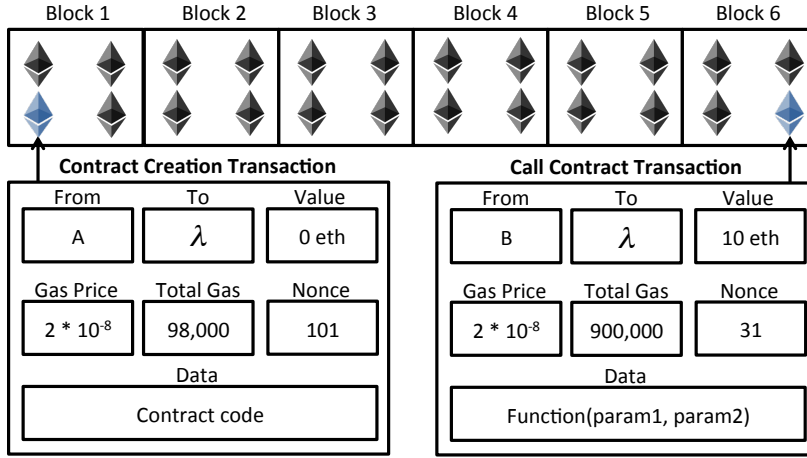 Block 1 Block 2 Block 3 Block 4 Block 5 Block 6
Contract Creation Transaction
From To Value
A λ 0 eth
Gas Price Total Gas Nonce
2 * 10-8 98,000 101
Data
Contract code
Call Contract Transaction
From To Value
B λ 10 eth
Gas Price Total Gas Nonce
2 * 10-8 900,000 31
Data
Function(param1, param2)